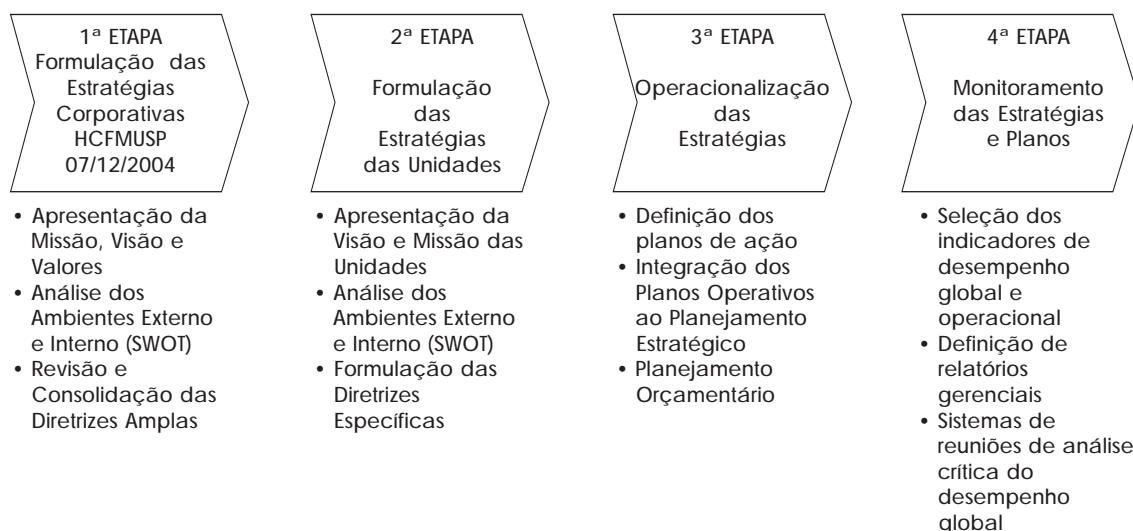 1ª ETAPA
Formulação das
Estratégias
Corporativas
HCFMUSP
07/12/2004
• Apresentação da
Missão, Visão e
Valores
• Análise dos
Ambientes Externo
e Interno (SWOT)
• Revisão e
Consolidação das
Diretrizes Amplas
2ª ETAPA
Formulação
das
Estratégias
das Unidades
• Apresentação da
Visão e Missão das
Unidades
• Análise dos
Ambientes Externo
e Interno (SWOT)
• Formulação das
Diretrizes
Específicas
3ª ETAPA
Operacionalização
das
Estratégias
• Definição dos
planos de ação
• Integração dos
Planos Operativos
ao Planejamento
Estratégico
• Planejamento
Orçamentário
4ª ETAPA
Monitoramento
das Estratégias
e Planos
• Seleção dos
indicadores de
desempenho
global e
operacional
• Definição de
relatórios
gerenciais
• Sistemas de
reuniões de análise
crítica do
desempenho
global